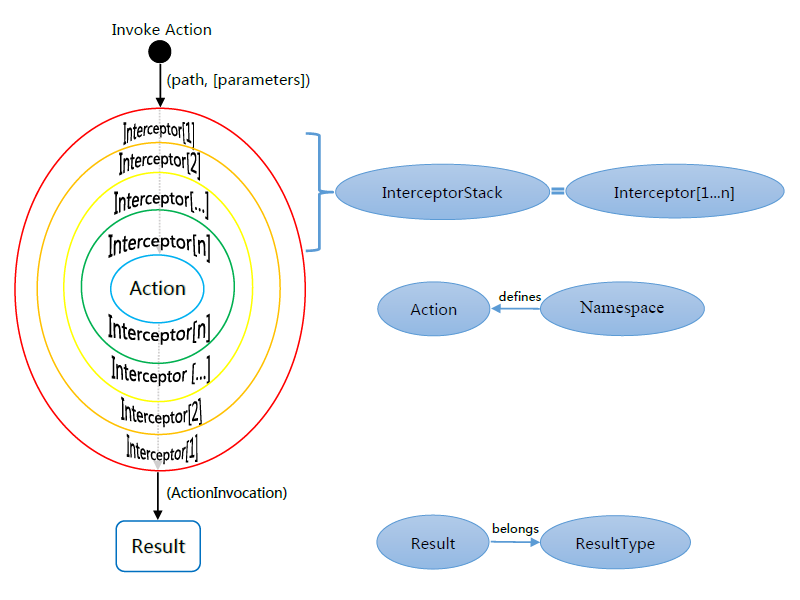 Invoke Action
(path, [parameters])
Interceptor[1]
Interceptor[2]
Interceptor[...]
Interceptor[n]
Action
Interceptor[n]
Interceptor [...]
Interceptor[2]
Interceptor[1]
(ActionInvocation)
Result
InterceptorStack
=
Interceptor[1...n]
Action
defines
Namespace
Result
belongs
ResultType